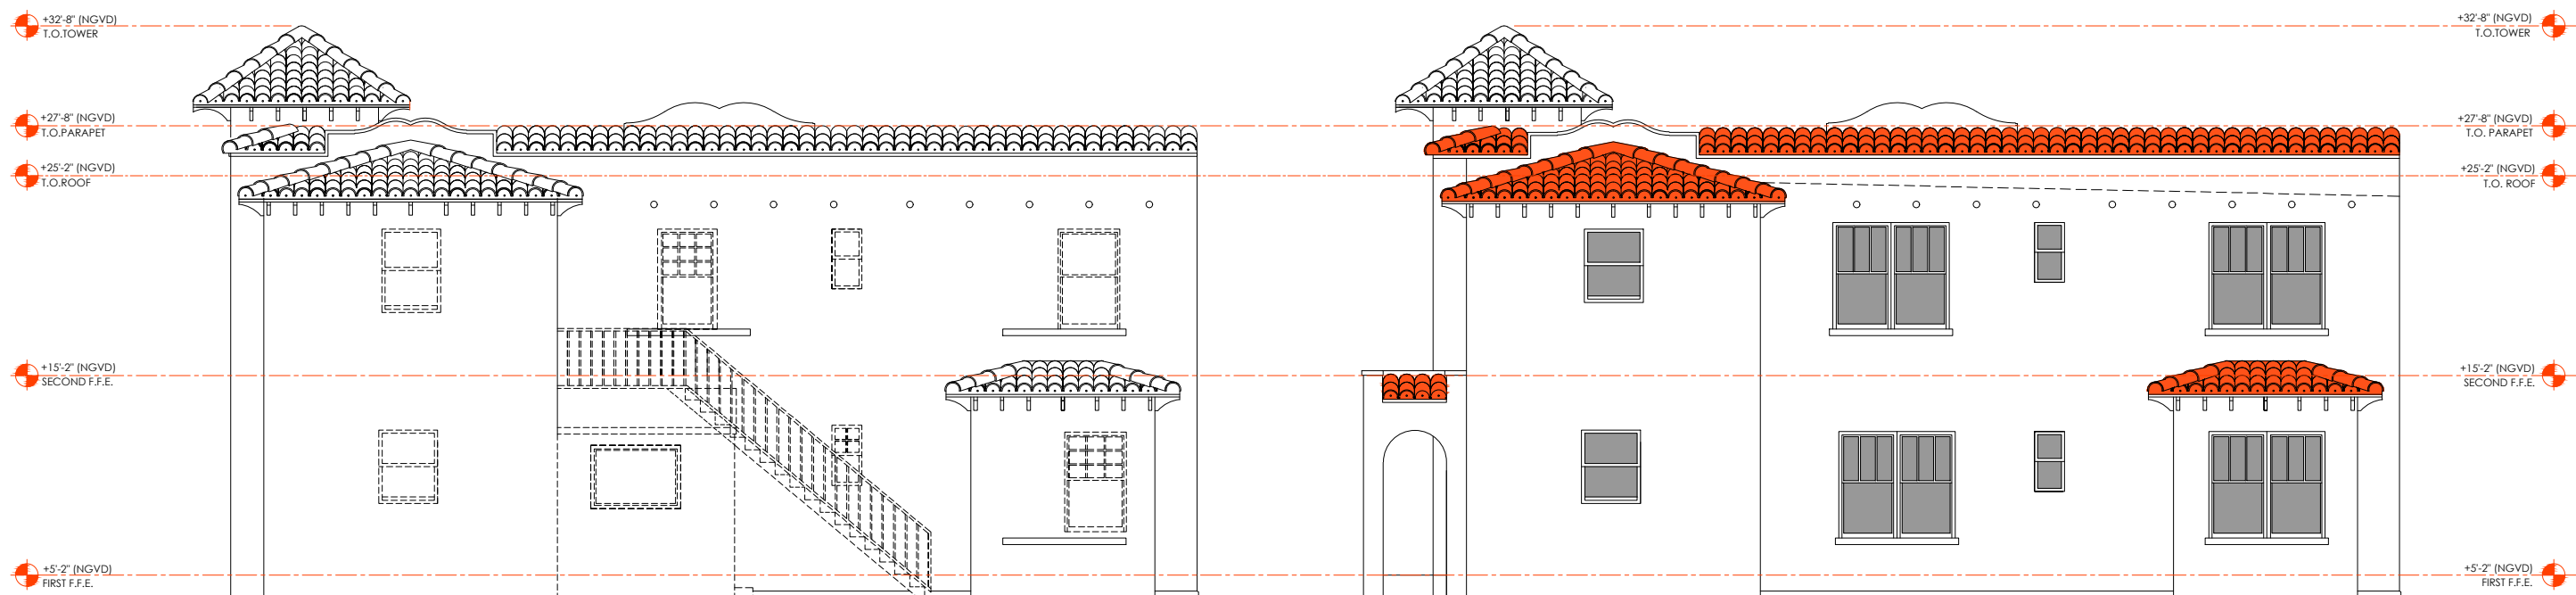 +32'-8" (NGVD)
T.O.TOWER
+27'-8" (NGVD)
T.O.PARAPET
+25'-2" (NGVD)
T.O.ROOF
+15'-2" (NGVD)
SECOND F.F.E.
+5'-2" (NGVD)
FIRST F.F.E.
+32'-8" (NGVD)
T.O.TOWER
+27'-8" (NGVD)
T.O. PARAPET
+25'-2" (NGVD)
T.O. ROOF
+15'-2" (NGVD)
SECOND F.F.E.
+5'-2" (NGVD)
FIRST F.F.E.